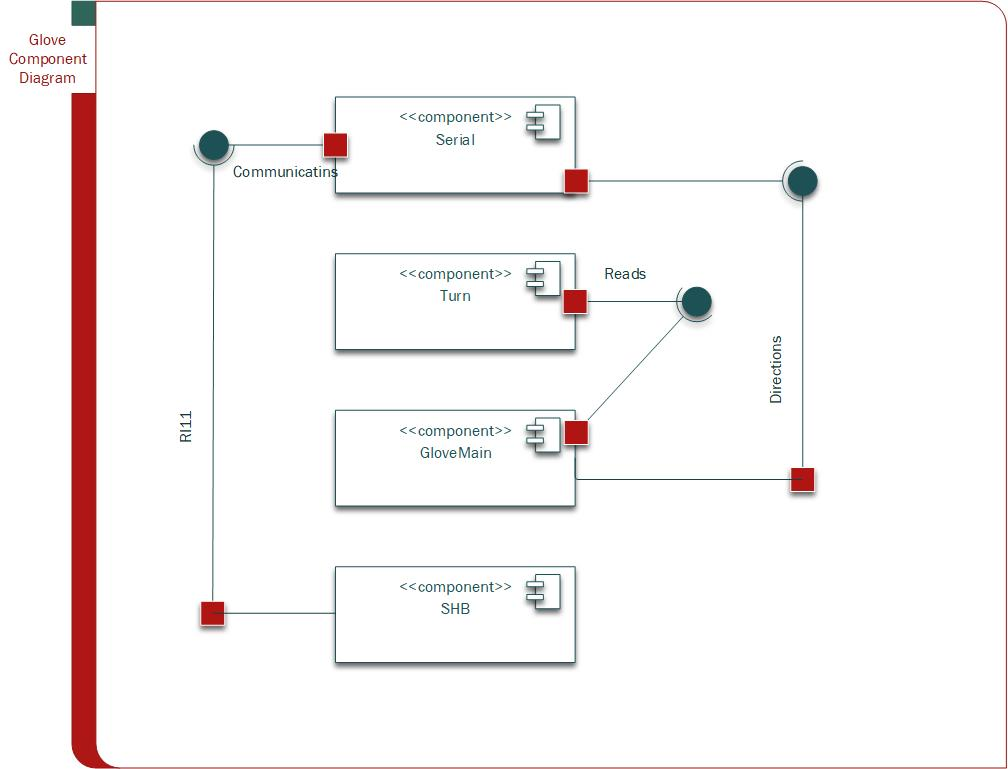 Glove
Component
Diagram
<<component>>
Serial
Communicatins
<<component>>
Turn
Reads
Directions
RI11
<<component>>
GloveMain
<<component>>
SHB